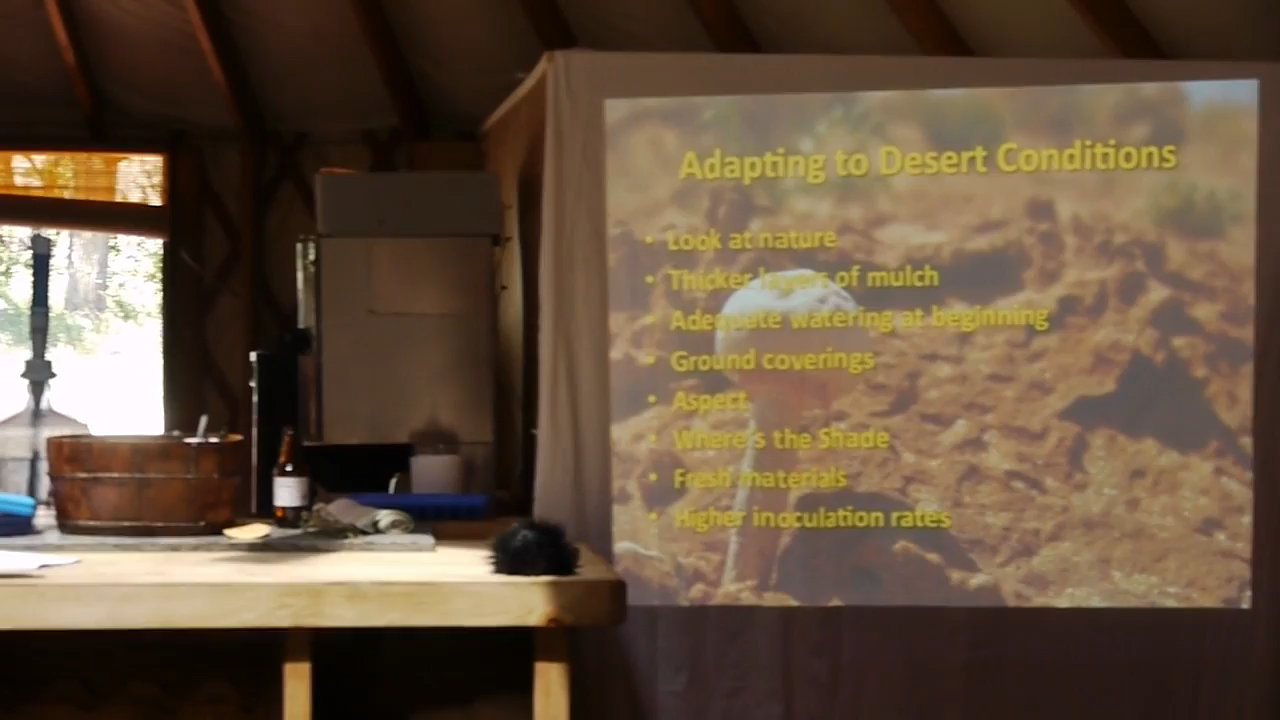 Adapting to Desert Conditions
• Look at nature
• Thicker layers of mulch
• Adequate watering at beginning
• Ground coverings
• Aspect
• Where's the Shade
• Fresh materials
• Higher inoculation rates